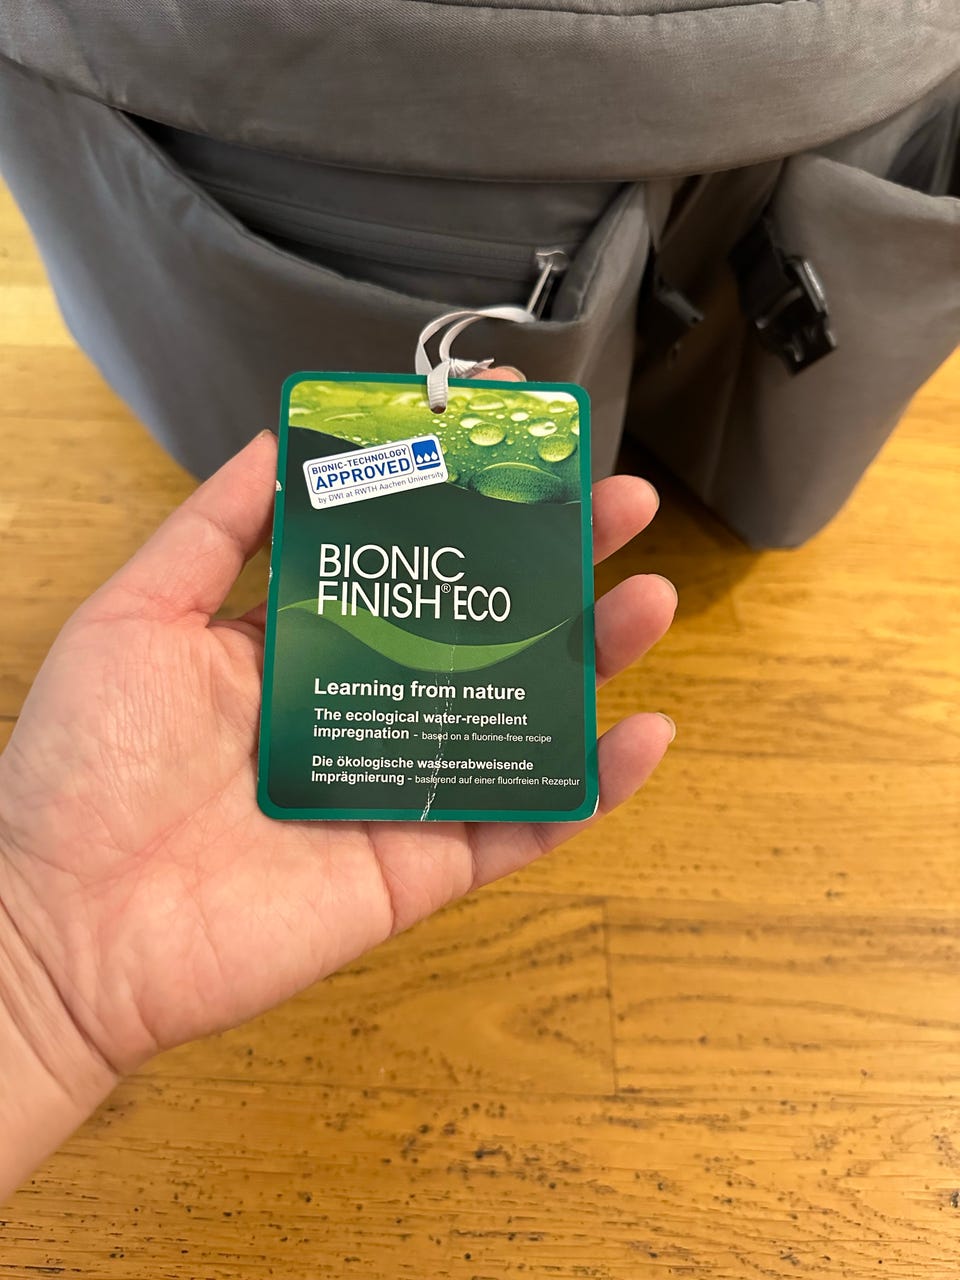 BIONIC-TECHNOLOGY
APPROVED
by DWI at RWTH Aachen University
BIONIC
FINISH® ECO
Learning from nature
The ecological water-repellent
impregnation - based on a fluorine-free recipe
Die ökologische wasserabweisende
Imprägnierung - basierend auf einer fluorfreien Rezeptur